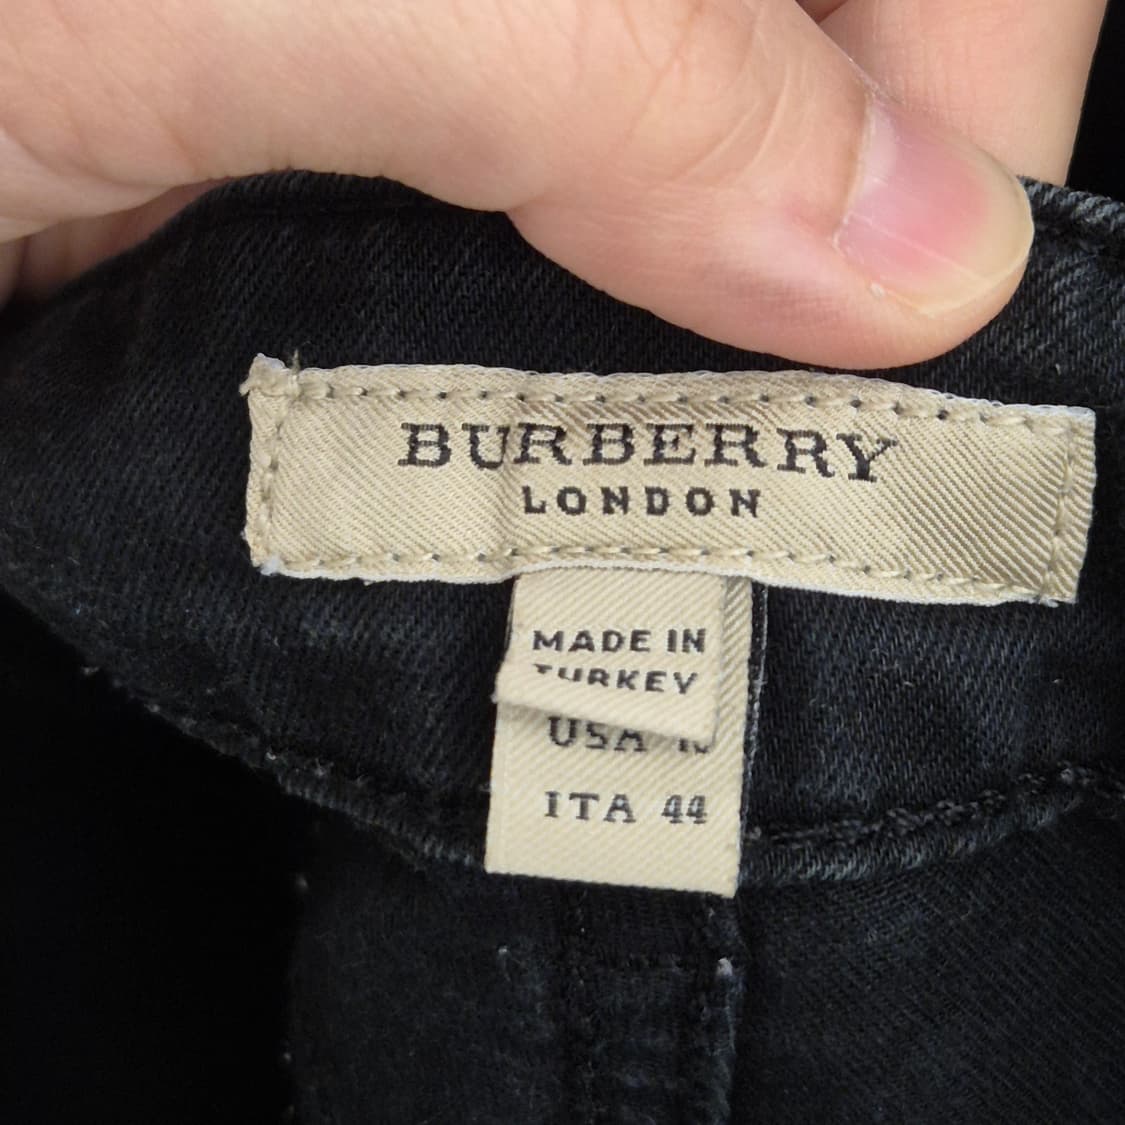 BURBERRY
LONDON
MADE IN
TURKEY
USA
ITA 44